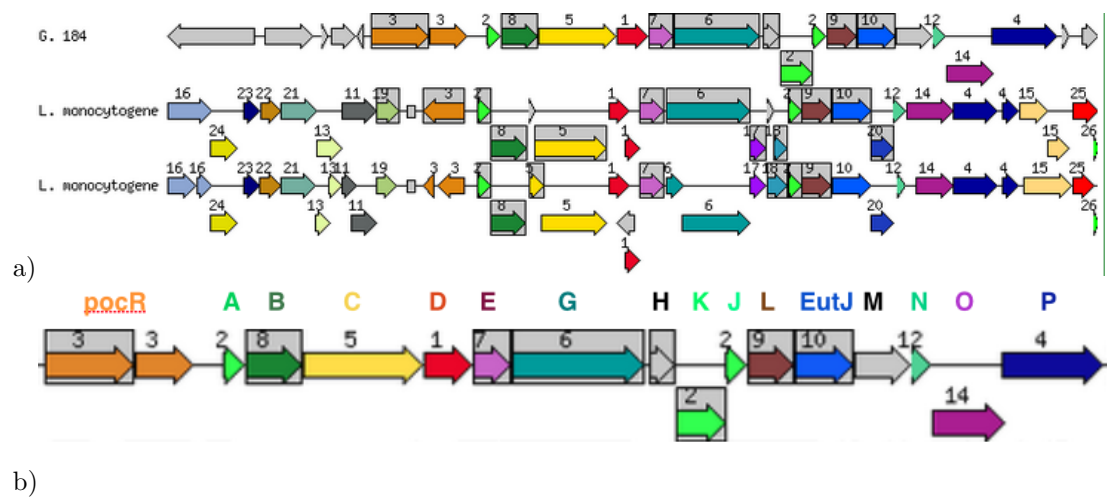 3 3 2 8 5 1 7 6 2 9 10 12 4
G. 184
2 14
16 23 22 21 11 19 3 2 1 7 6 2 9 10 12 14 4 4 15 25
L. monocytogene
24 13 8 5 1 17 18 20 15 26
16 16 23 22 21 13 11 19 3 3 2 5 1 7 6 17 18 2 9 10 12 14 4 4 15 25
L. monocytogene
24 13 11 8 5 6 20 26
1
a)
pocR A B C D E G H K J L EutJ M N O P
3 3 2 8 5 1 7 6 2 9 10 12 4
2 14
b)